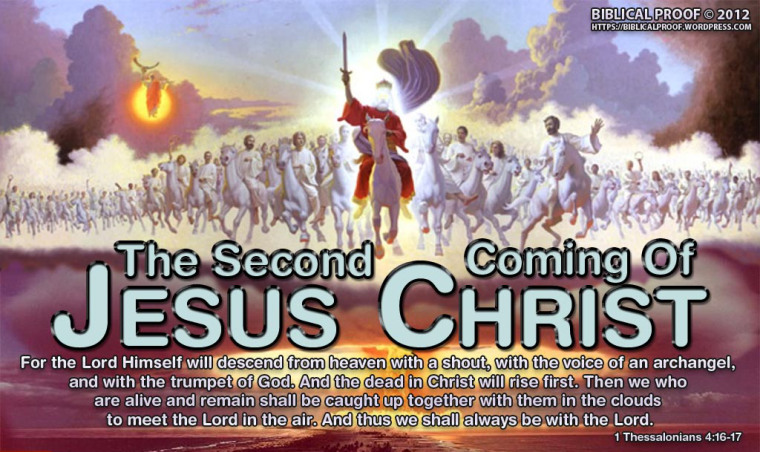 BIBLICAL PROOF © 2012
HTTPS://BIBLICALPROOF.WORDPRESS.COM
The Second Coming Of
JESUS CHRIST
For the Lord Himself will descend from heaven with a shout, with the voice of an archangel,
and with the trumpet of God. And the dead in Christ will rise first. Then we who
are alive and remain shall be caught up together with them in the clouds
to meet the Lord in the air. And thus we shall always be with the Lord.
1 Thessalonians 4:16-17